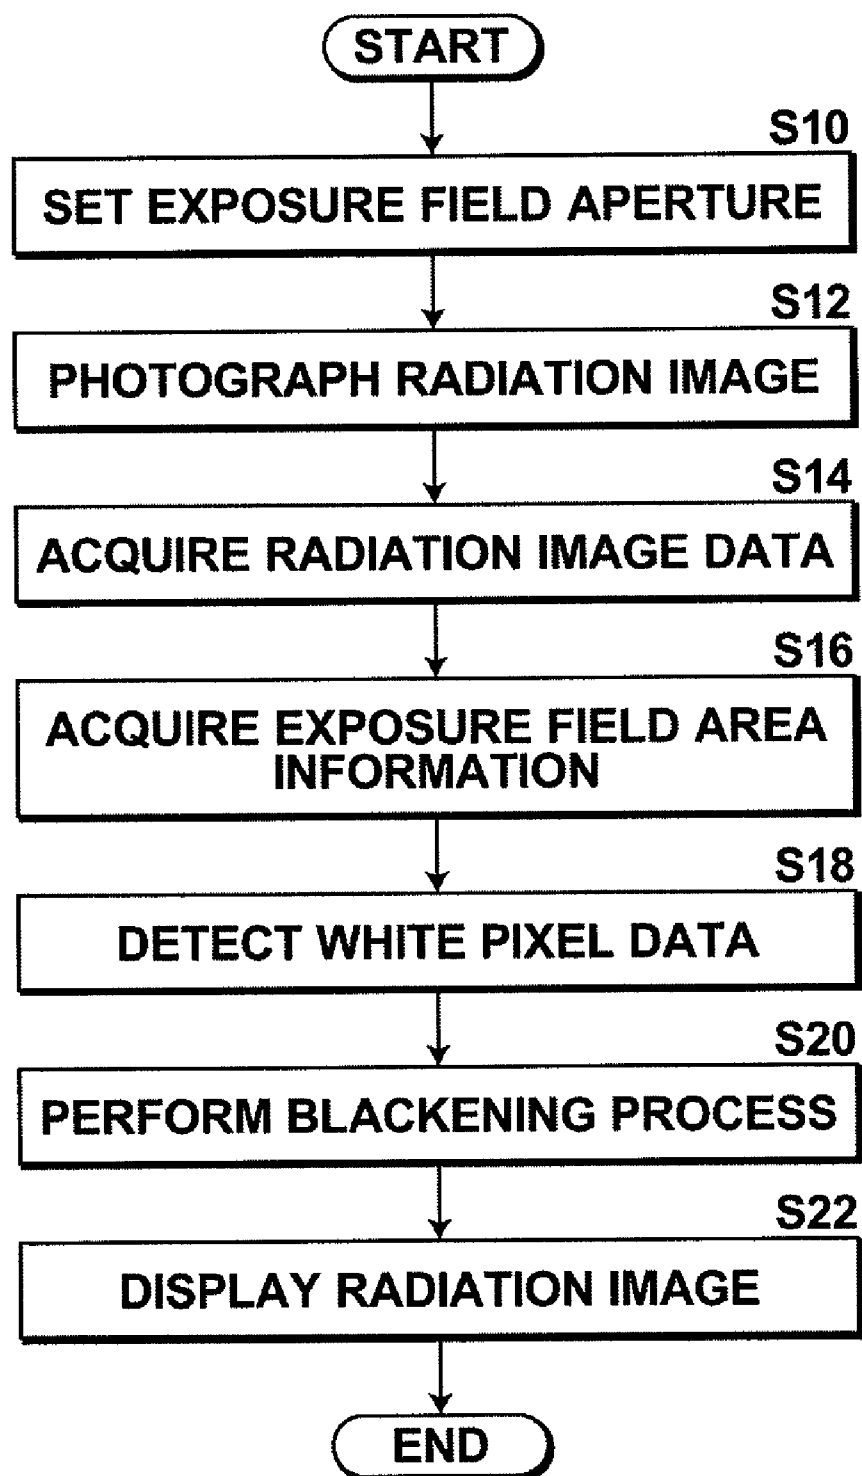 START
S10
SET EXPOSURE FIELD APERTURE
S12
PHOTOGRAPH RADIATION IMAGE
S14
ACQUIRE RADIATION IMAGE DATA
S16
ACQUIRE EXPOSURE FIELD AREA
INFORMATION
S18
DETECT WHITE PIXEL DATA
S20
PERFORM BLACKENING PROCESS
S22
DISPLAY RADIATION IMAGE
END